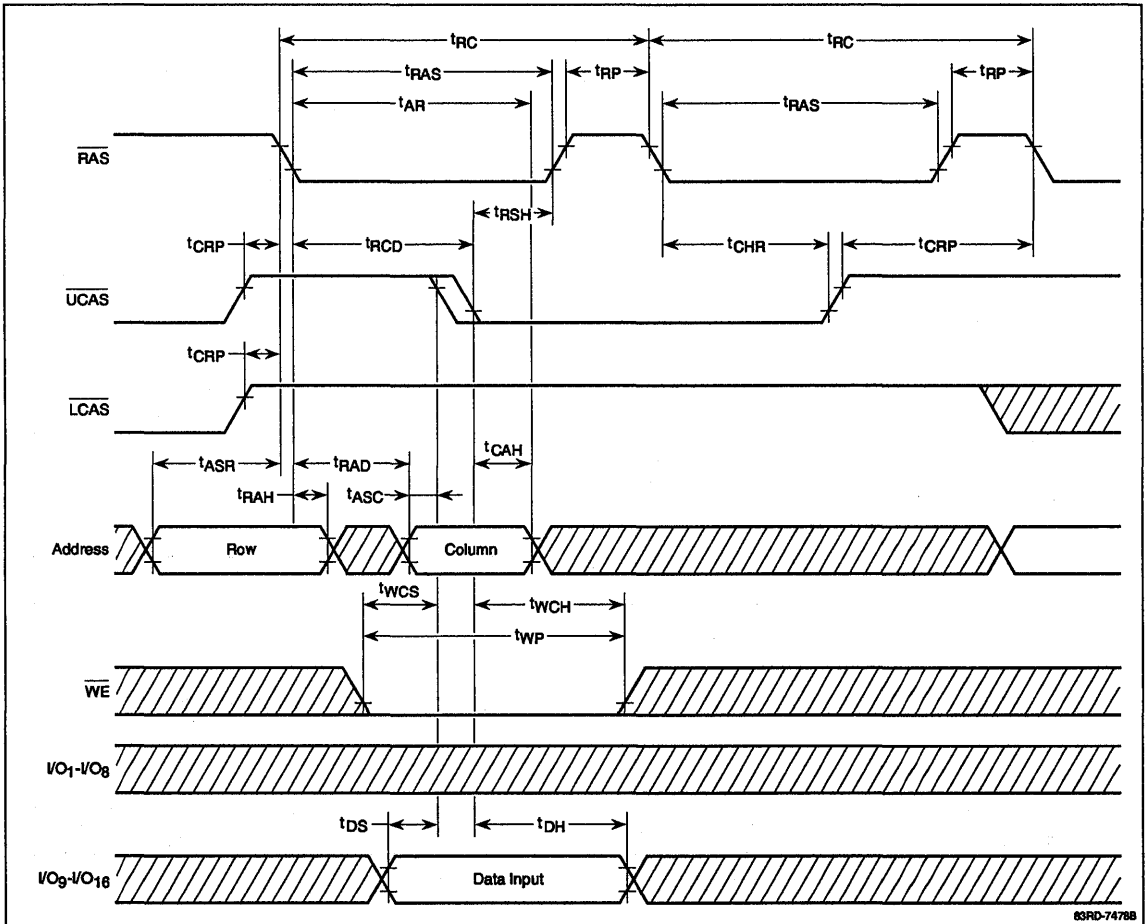 tRC tRC
tRAS tRP tRP
tAR tRAS
RAS
tRSH
tCRP tRCD tCHR tCRP
UCAS
tCRP
LCAS
tCAH
tASR tRAD
tRAH tASC
Address Row Column
tWCS tWCH
tWP
WE
I/O1-I/O8
tDS tDH
I/O9-I/O16 Data Input
83RD-7478B